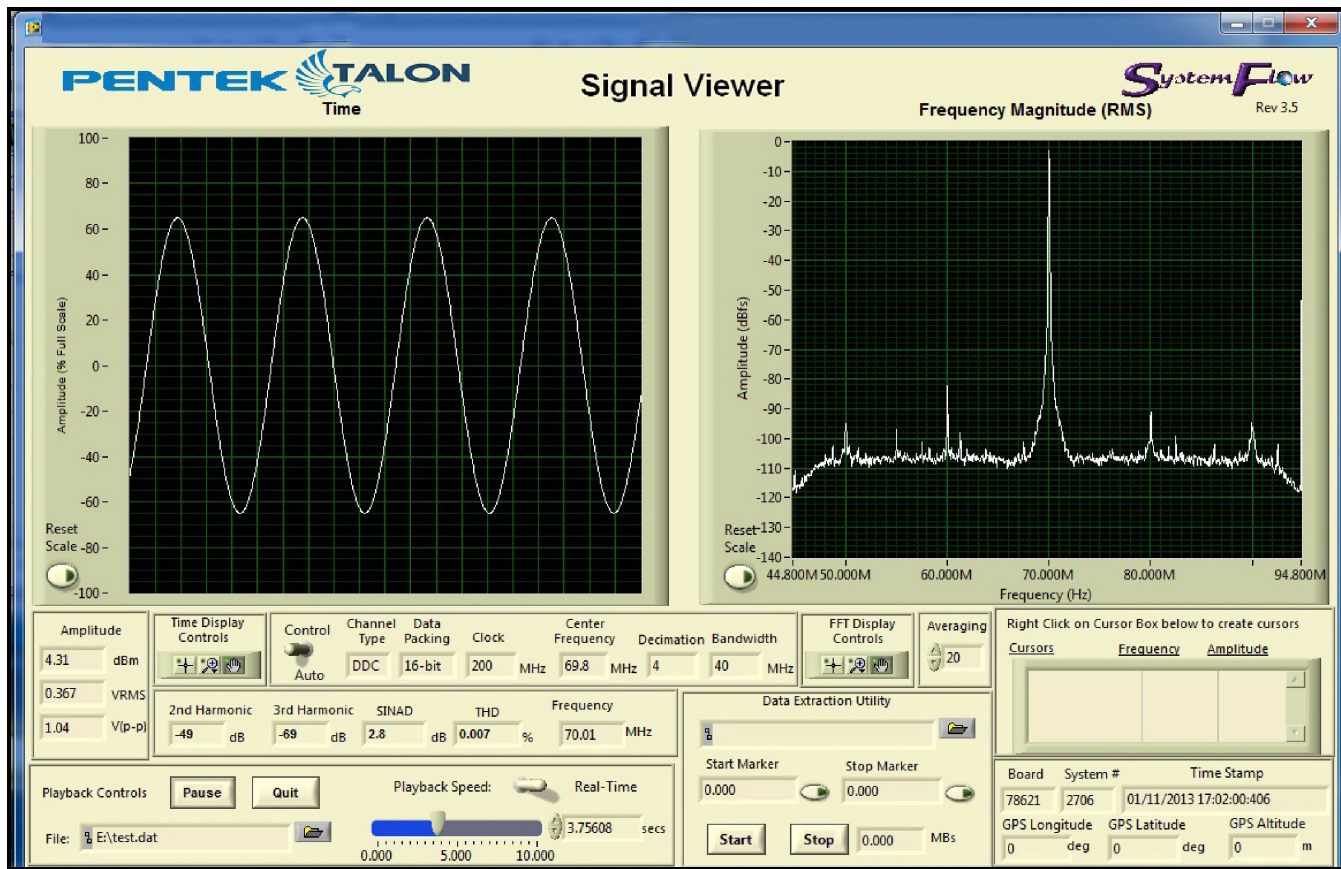 PENTEK TALON
Signal Viewer
SystemFlow
Rev 3.5
Time
Frequency Magnitude (RMS)
Amplitude (% Full Scale)
100
80
60
40
20
0
-20
-40
-60
-80
-100
Reset
Scale
Amplitude (dBfs)
0
-10
-20
-30
-40
-50
-60
-70
-80
-90
-100
-110
-120
-130
-140
Reset
Scale
44.800M 50.000M 60.000M 70.000M 80.000M 94.800M
Frequency (Hz)
Amplitude
4.31 dBm
0.367 VRMS
1.04 V(p-p)
Time Display
Controls
Control
Auto
Channel
Type
DDC
Data
Packing
16-bit
Clock
200 MHz
Center
Frequency
69.8 MHz
Decimation
4
Bandwidth
40 MHz
FFT Display
Controls
Averaging
20
Right Click on Cursor Box below to create cursors
Cursors Frequency Amplitude
2nd Harmonic
-49 dB
3rd Harmonic
-69 dB
SINAD
2.8 dB
THD
0.007 %
Frequency
70.01 MHz
Data Extraction Utility
Start Marker
0.000
Stop Marker
0.000
Start Stop 0.000 MBs
Playback Controls Pause Quit
Playback Speed: Real-Time
File: E:\test.dat
0.000 5.000 10.000
3.75608 secs
Board System # Time Stamp
78621 2706 01/11/2013 17:02:00:406
GPS Longitude GPS Latitude GPS Altitude
0 deg 0 deg 0 m